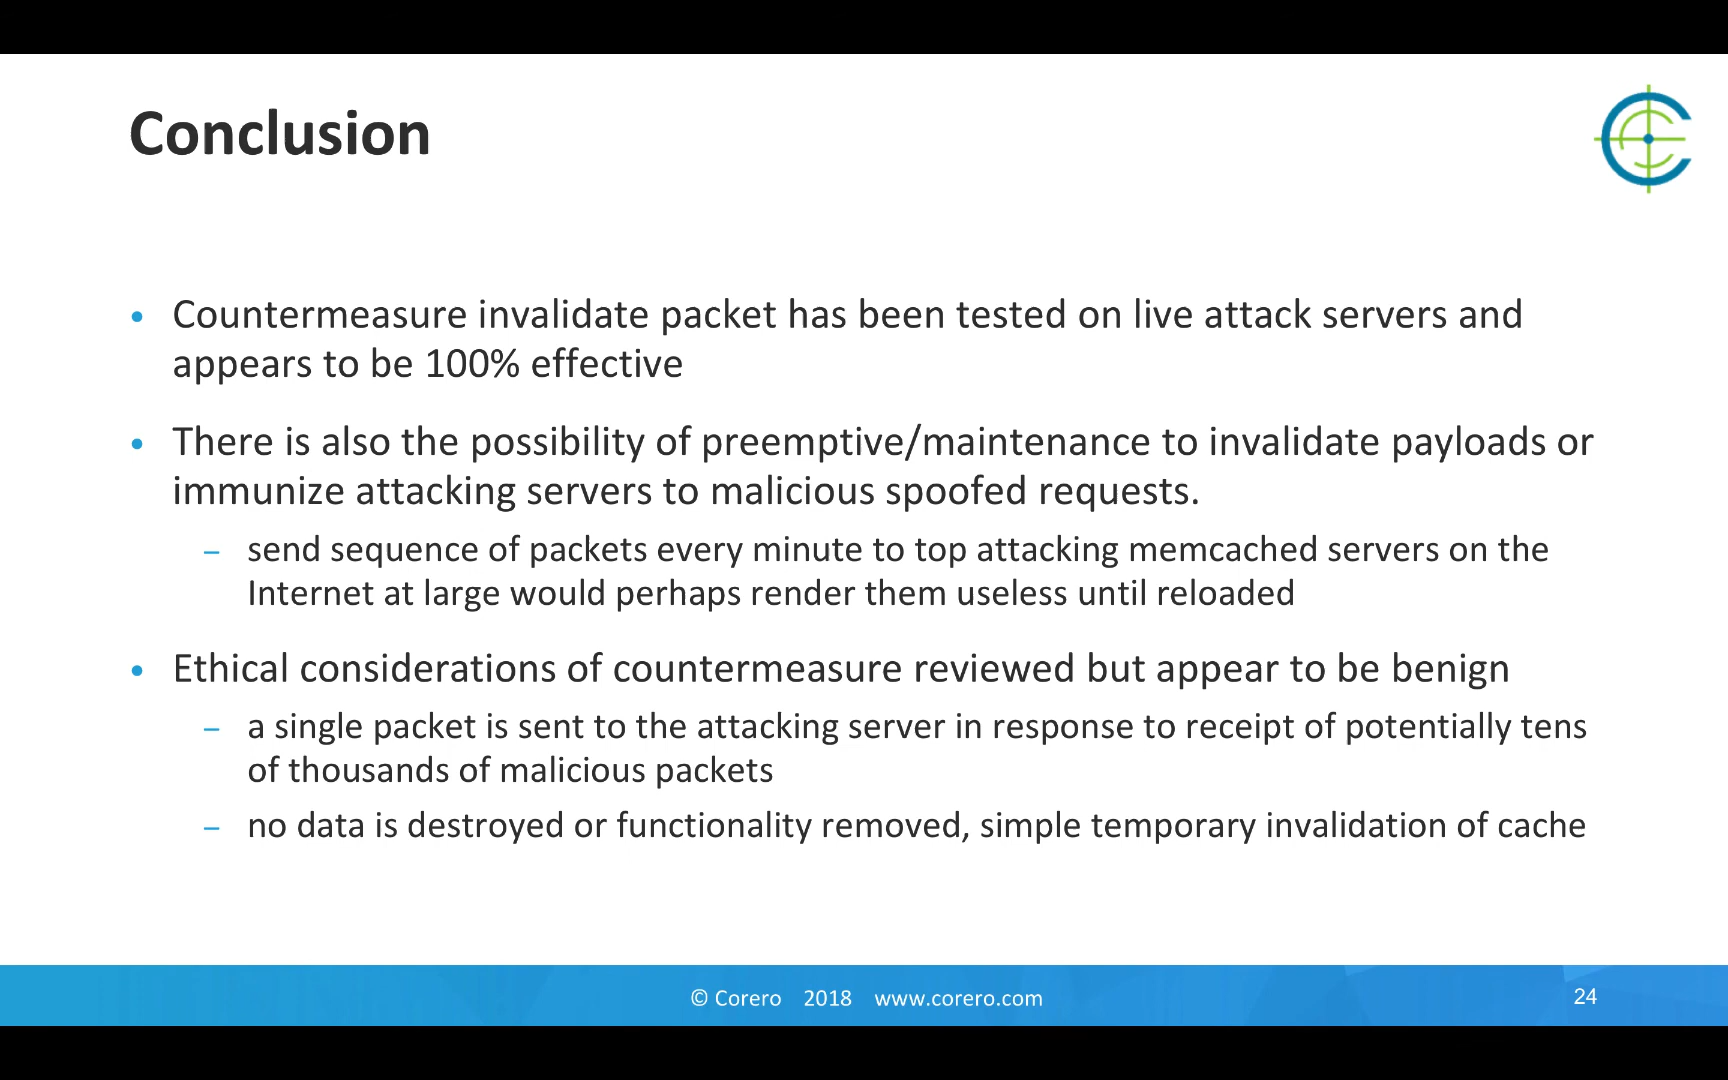 Conclusion
• Countermeasure invalidate packet has been tested on live attack servers and
appears to be 100% effective
• There is also the possibility of preemptive/maintenance to invalidate payloads or
immunize attacking servers to malicious spoofed requests.
– send sequence of packets every minute to top attacking memcached servers on the
Internet at large would perhaps render them useless until reloaded
• Ethical considerations of countermeasure reviewed but appear to be benign
– a single packet is sent to the attacking server in response to receipt of potentially tens
of thousands of malicious packets
– no data is destroyed or functionality removed, simple temporary invalidation of cache
© Corero 2018 www.corero.com
24